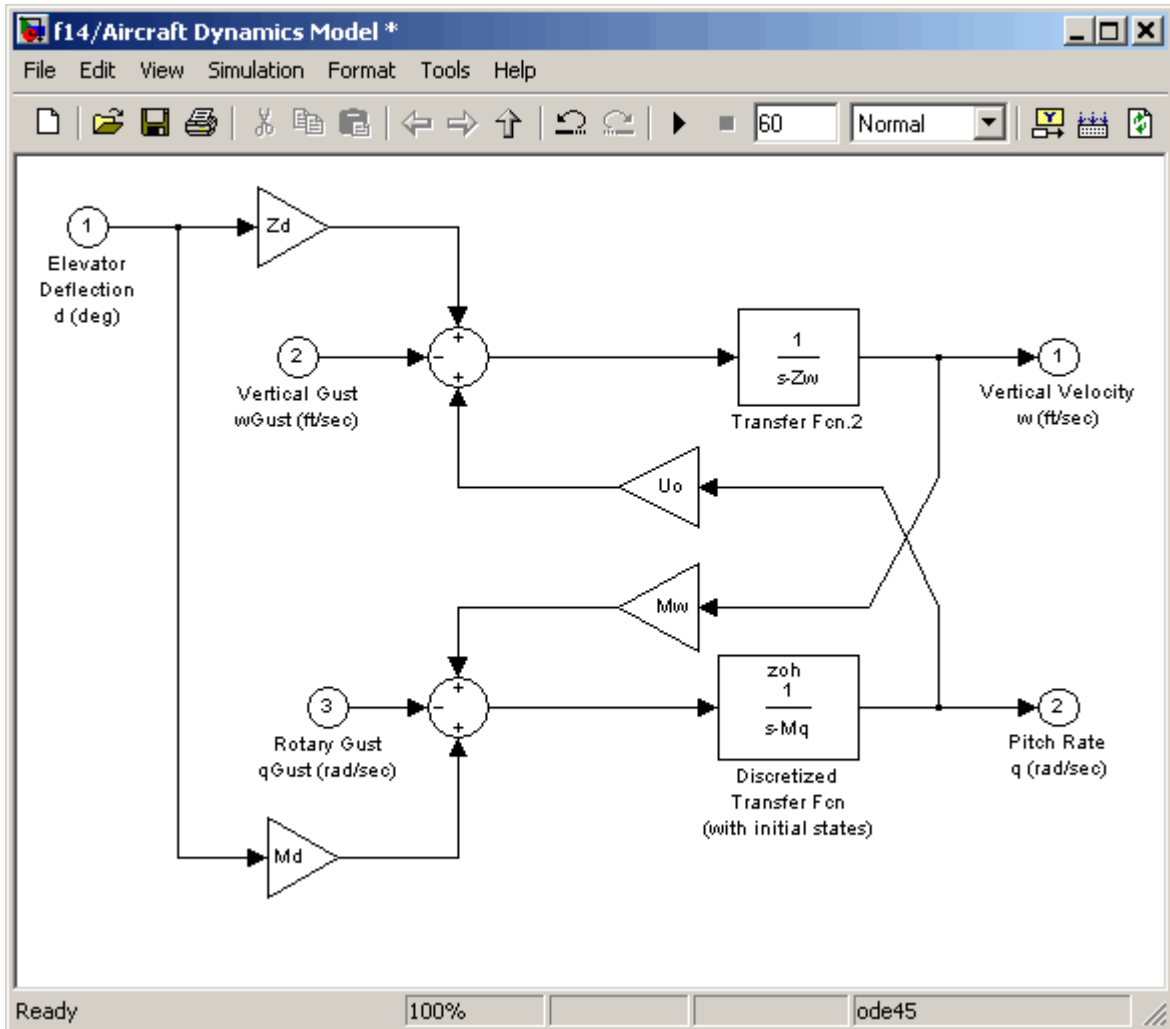 f14/Aircraft Dynamics Model *
File Edit View Simulation Format Tools Help
60 Normal
1
Elevator
Deflection
d (deg)
Zd
2
Vertical Gust
wGust (ft/sec)
+
-
+
1
s-Zw
Transfer Fcn.2
1
Vertical Velocity
w (ft/sec)
Uo
Mw
3
Rotary Gust
qGust (rad/sec)
+
-
+
zoh
1
s-Mq
Discretized
Transfer Fcn
(with initial states)
2
Pitch Rate
q (rad/sec)
Md
Ready 100% ode45